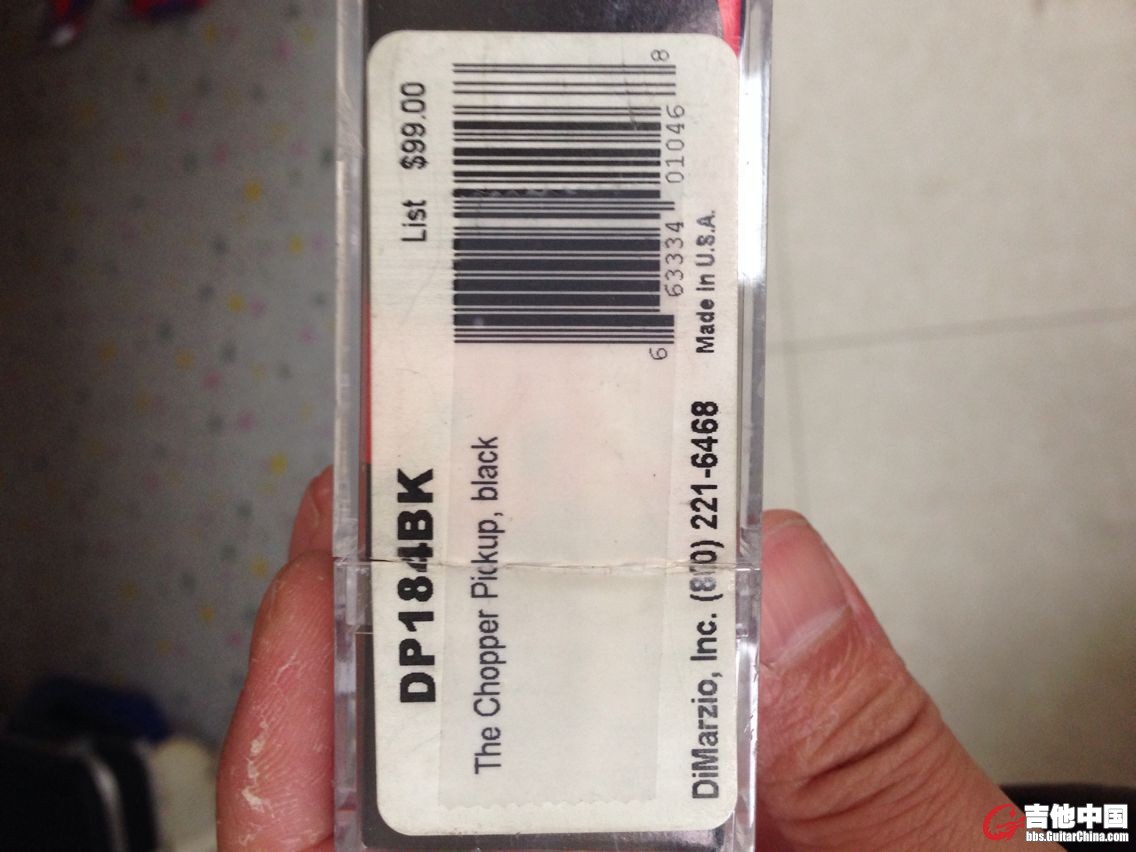 DP184BK
List $99.00
The Chopper Pickup, black
6 63334 01046 8
DiMarzio, Inc. (800) 221-6468
Made In U.S.A.
吉他中国
bbs.GuitarChina.com